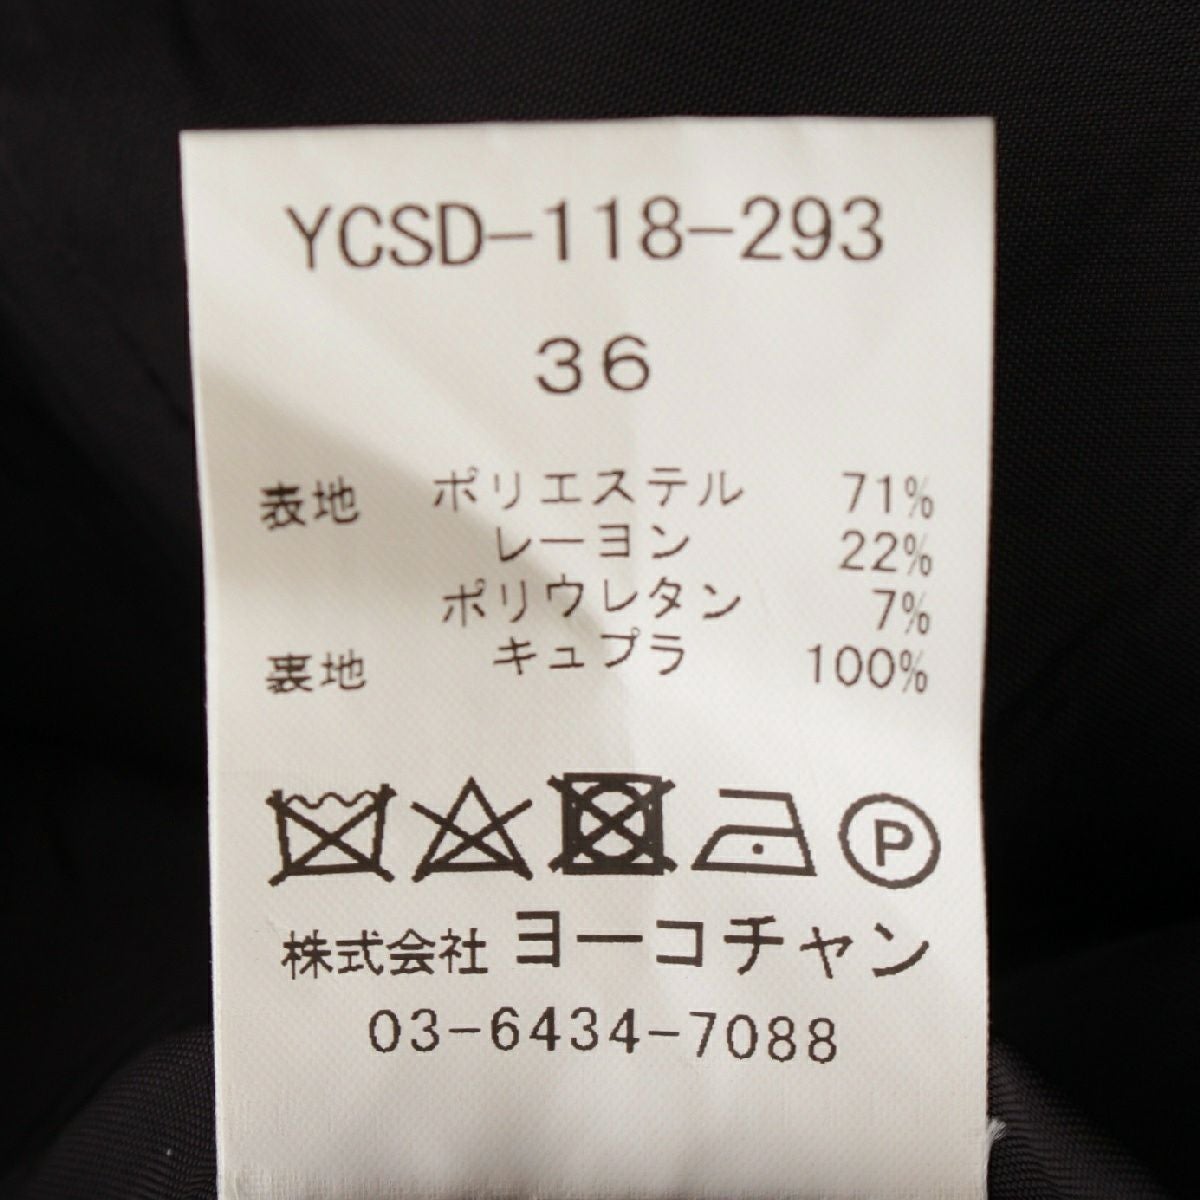 YCSD-118-293
36
表地 ポリエステル 71%
レーヨン 22%
ポリウレタン 7%
裏地 キュプラ 100%
P
株式会社 ヨーコチャン
03-6434-7088